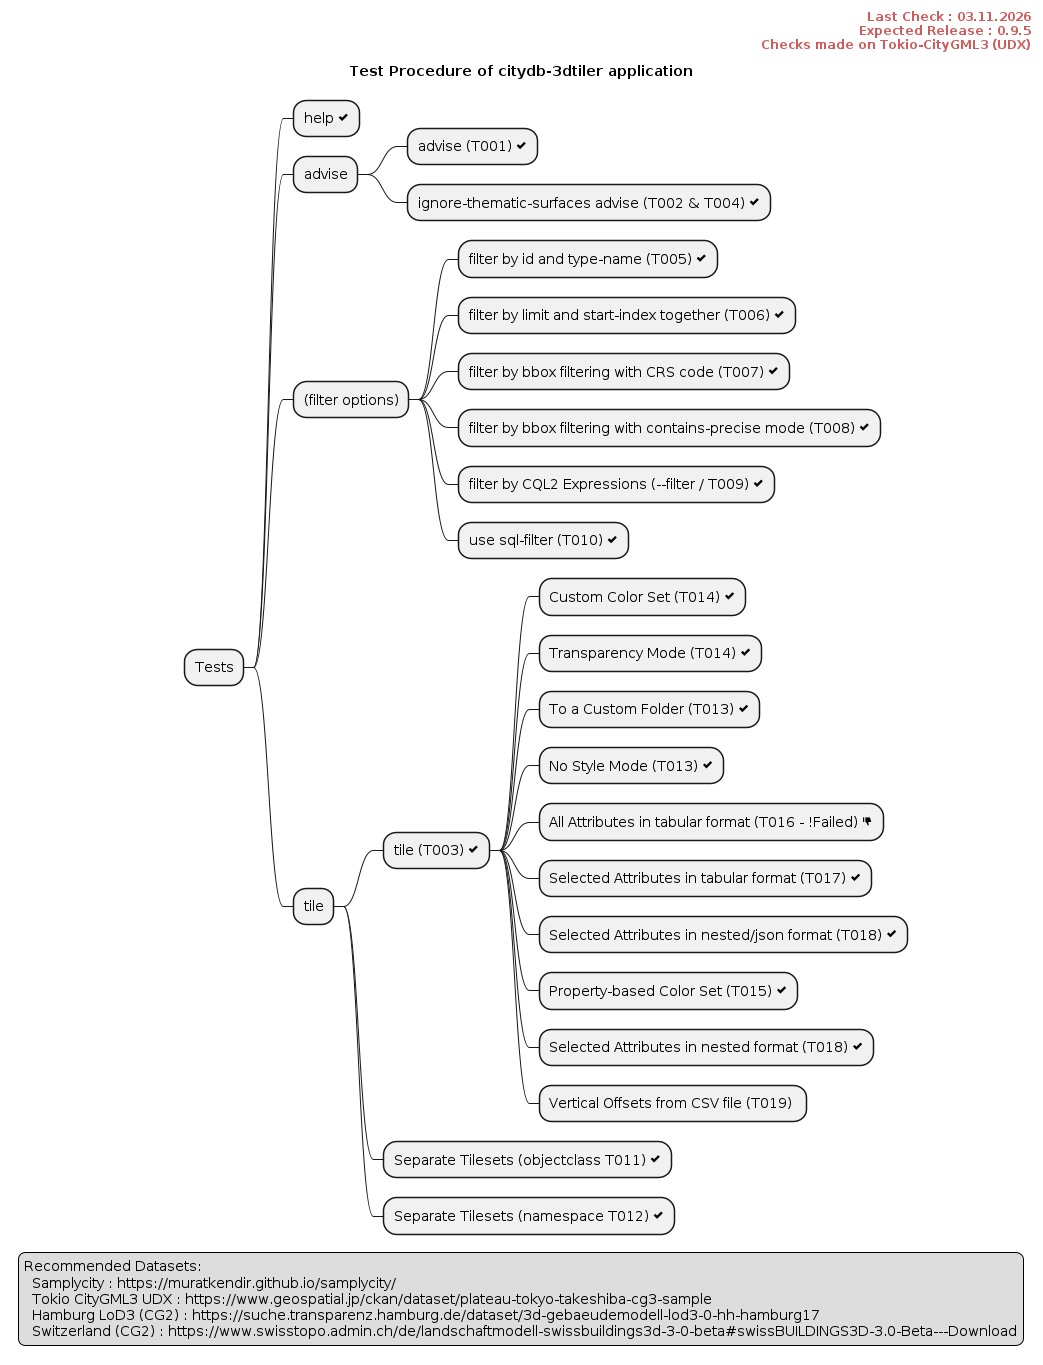 Last Check : 03.11.2026
Expected Release : 0.9.5
Checks made on Tokio-CityGML3 (UDX)
Test Procedure of citydb-3dtiler application
help ✔
advise (T001) ✔
advise
ignore-thematic-surfaces advise (T002 & T004) ✔
filter by id and type-name (T005) ✔
filter by limit and start-index together (T006) ✔
filter by bbox filtering with CRS code (T007) ✔
(filter options)
filter by bbox filtering with contains-precise mode (T008) ✔
filter by CQL2 Expressions (--filter / T009) ✔
use sql-filter (T010) ✔
Custom Color Set (T014) ✔
Transparency Mode (T014) ✔
Tests
To a Custom Folder (T013) ✔
No Style Mode (T013) ✔
All Attributes in tabular format (T016 - !Failed) 👎
tile (T003) ✔
Selected Attributes in tabular format (T017) ✔
tile
Selected Attributes in nested/json format (T018) ✔
Property-based Color Set (T015) ✔
Selected Attributes in nested format (T018) ✔
Vertical Offsets from CSV file (T019)
Separate Tilesets (objectclass T011) ✔
Separate Tilesets (namespace T012) ✔
Recommended Datasets:
Samplycity : https://muratkendir.github.io/samplycity/
Tokio CityGML3 UDX : https://www.geospatial.jp/ckan/dataset/plateau-tokyo-takeshiba-cg3-sample
Hamburg LoD3 (CG2) : https://suche.transparenz.hamburg.de/dataset/3d-gebaeudemodell-lod3-0-hh-hamburg17
Switzerland (CG2) : https://www.swisstopo.admin.ch/de/landschaftmodell-swissbuildings3d-3-0-beta#swissBUILDINGS3D-3.0-Beta---Download